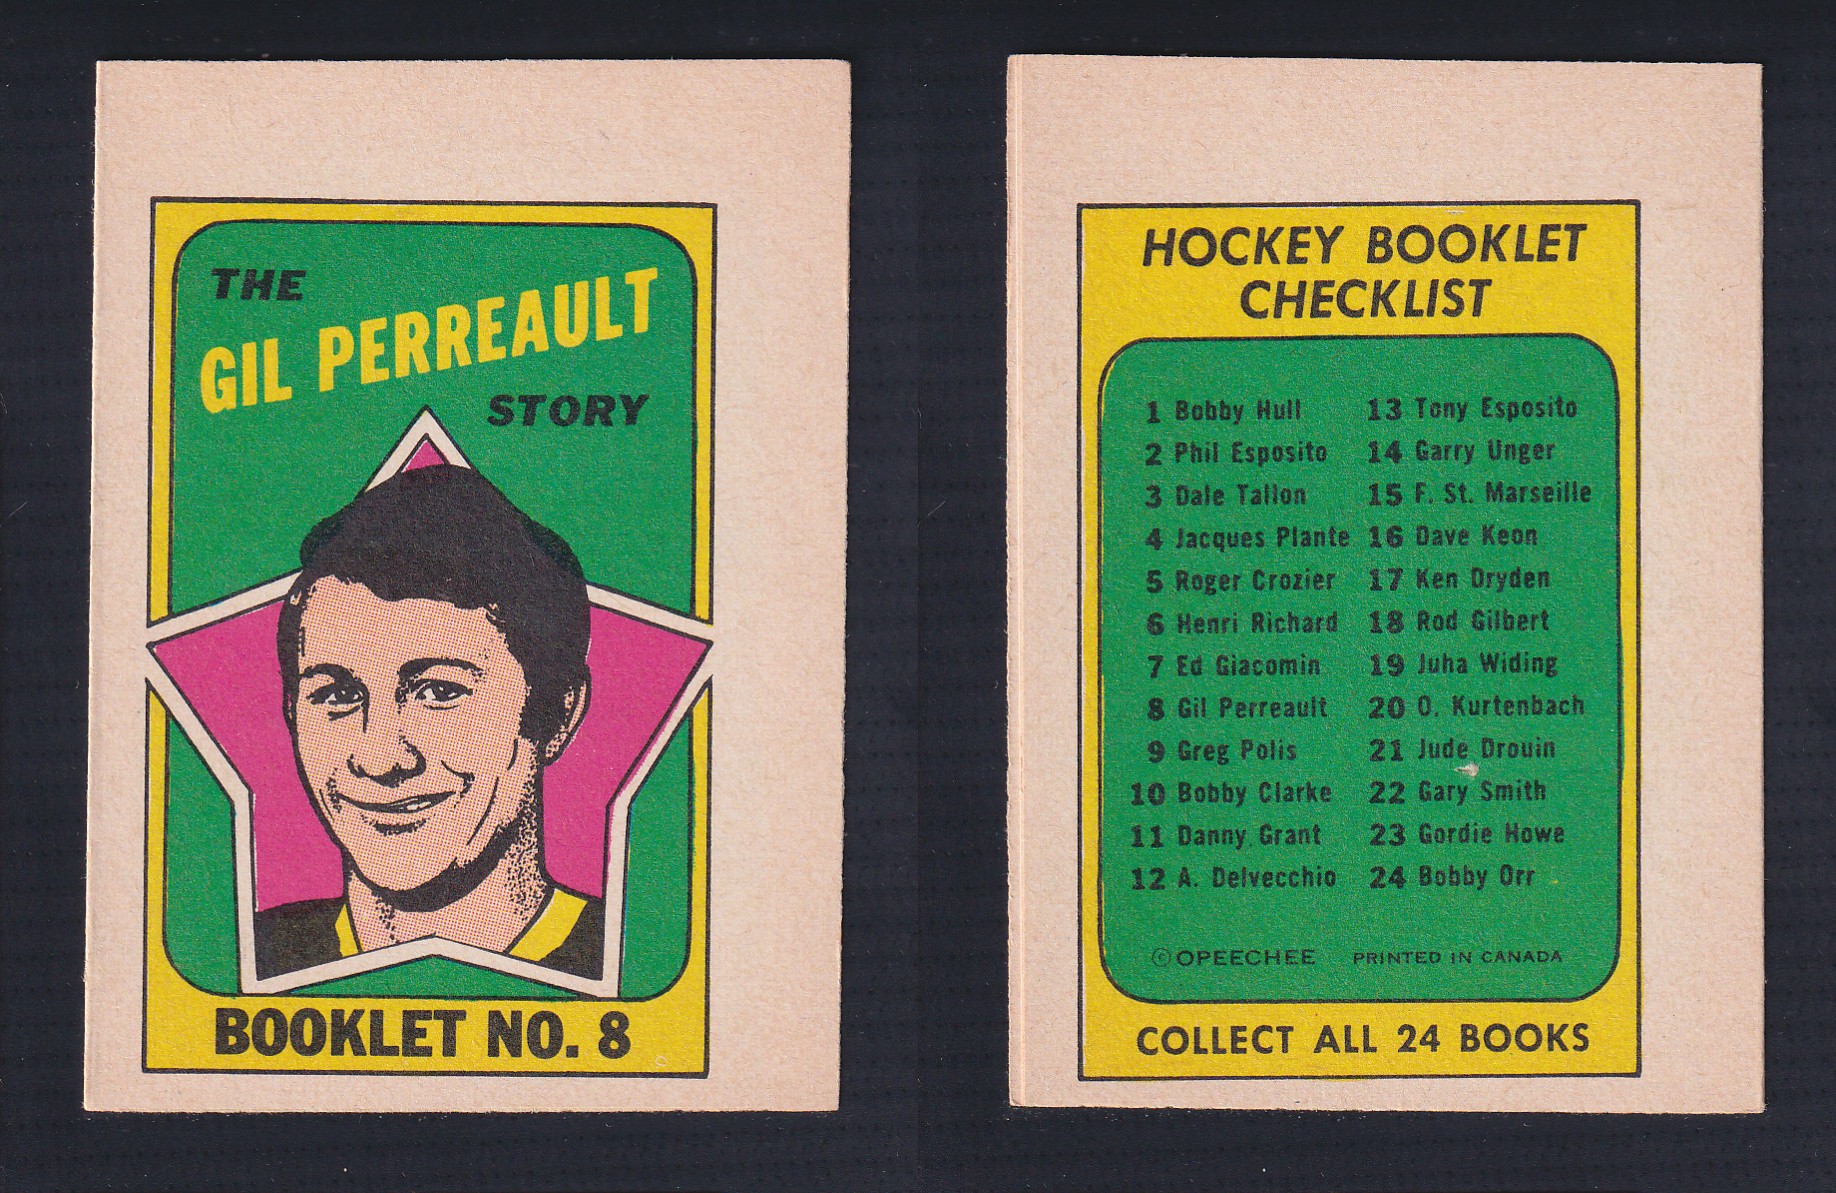 THE
GIL PERREAULT
STORY
BOOKLET NO. 8
HOCKEY BOOKLET
CHECKLIST
1 Bobby Hull 13 Tony Esposito
2 Phil Esposito 14 Garry Unger
3 Dale Tallon 15 F. St. Marseille
4 Jacques Plante 16 Dave Keon
5 Roger Crozier 17 Ken Dryden
6 Henri Richard 18 Rod Gilbert
7 Ed Giacomin 19 Juha Widing
8 Gil Perreault 20 O. Kurtenbach
9 Greg Polis 21 Jude Drouin
10 Bobby Clarke 22 Gary Smith
11 Danny Grant 23 Gordie Howe
12 A. Delvecchio 24 Bobby Orr
© OPEECHEE PRINTED IN CANADA
COLLECT ALL 24 BOOKS